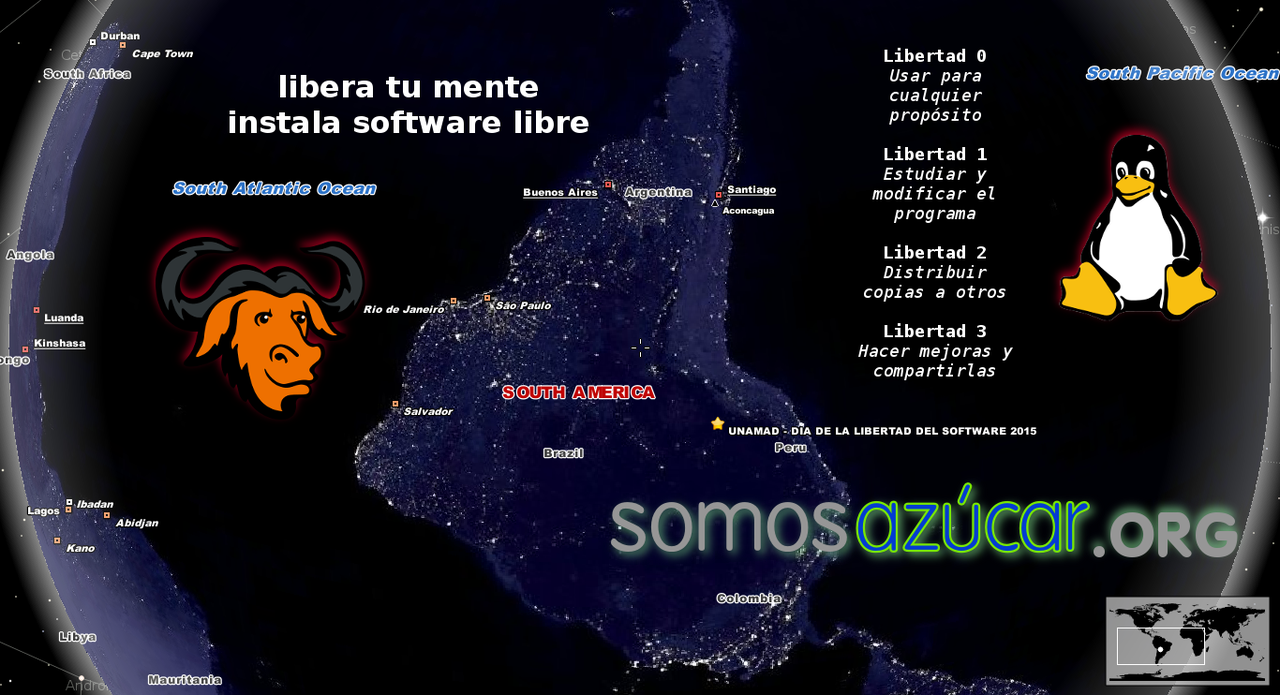 Durban
Cape Town
South Africa
libera tu mente
instala software libre
Libertad 0
Usar para
cualquier
propósito
Libertad 1
Estudiar y
modificar el
programa
Libertad 2
Distribuir
copias a otros
Libertad 3
Hacer mejoras y
compartirlas
South Pacific Ocean
South Atlantic Ocean
Buenos Aires
Argentina
Santiago
Aconcagua
Angola
Luanda
Kinshasa
ongo
Rio de Janeiro
São Paulo
SOUTH AMERICA
Salvador
UNAMAD - DÍA DE LA LIBERTAD DEL SOFTWARE 2015
Brazil
Peru
somosazúcar.ORG
Ibadan
Lagos
Abidjan
Kano
Colombia
Libya
Mauritania